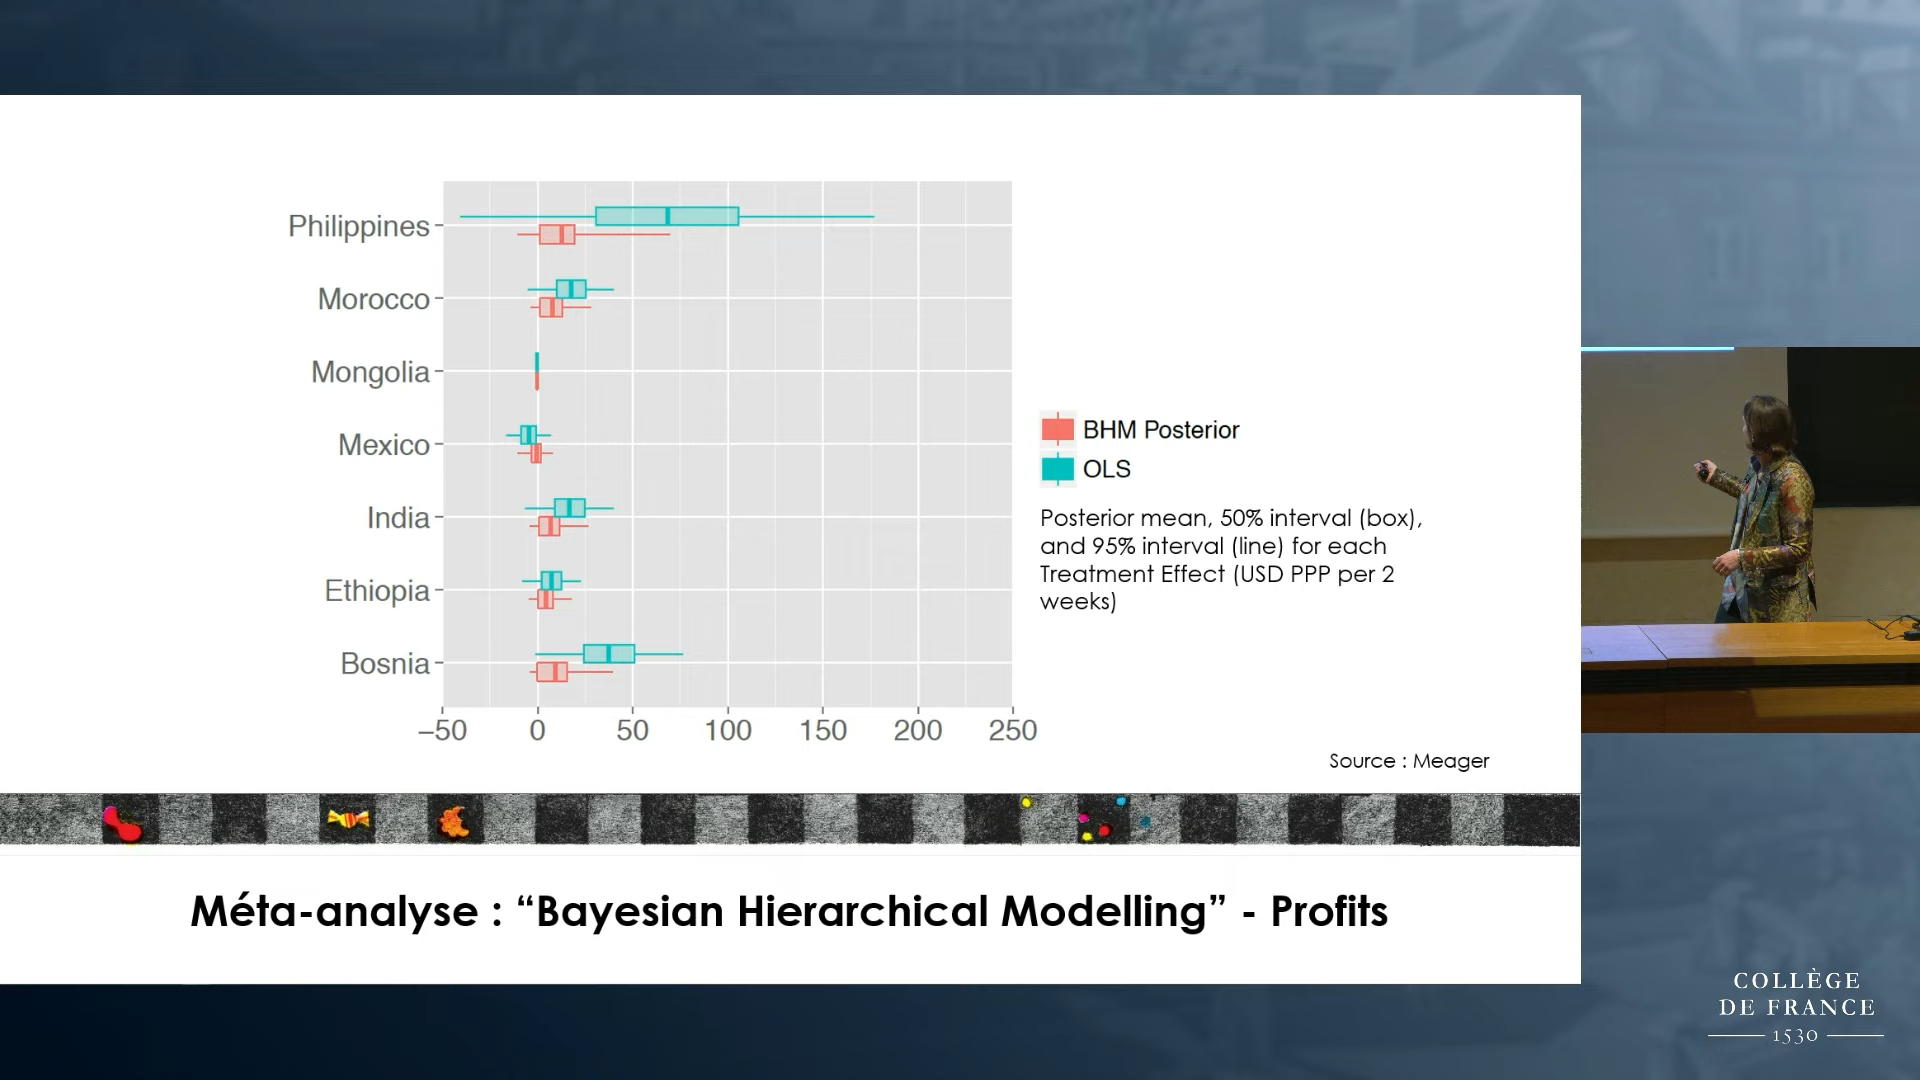 Philippines
Morocco
Mongolia
Mexico
India
Ethiopia
Bosnia
−50 0 50 100 150 200 250
BHM Posterior
OLS
Posterior mean, 50% interval (box),
and 95% interval (line) for each
Treatment Effect (USD PPP per 2
weeks)
Source : Meager
Méta-analyse : “Bayesian Hierarchical Modelling” - Profits
COLLÈGE
DE FRANCE
1530